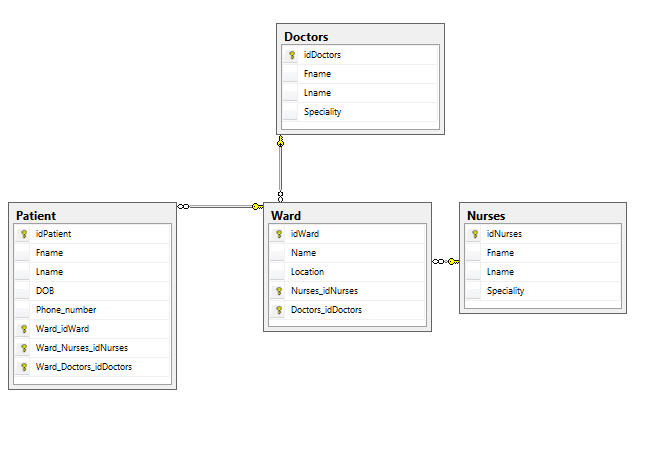 Doctors
idDoctors
Fname
Lname
Speciality
Patient
idPatient
Fname
Lname
DOB
Phone_number
Ward_idWard
Ward_Nurses_idNurses
Ward_Doctors_idDoctors
Ward
idWard
Name
Location
Nurses_idNurses
Doctors_idDoctors
Nurses
idNurses
Fname
Lname
Speciality